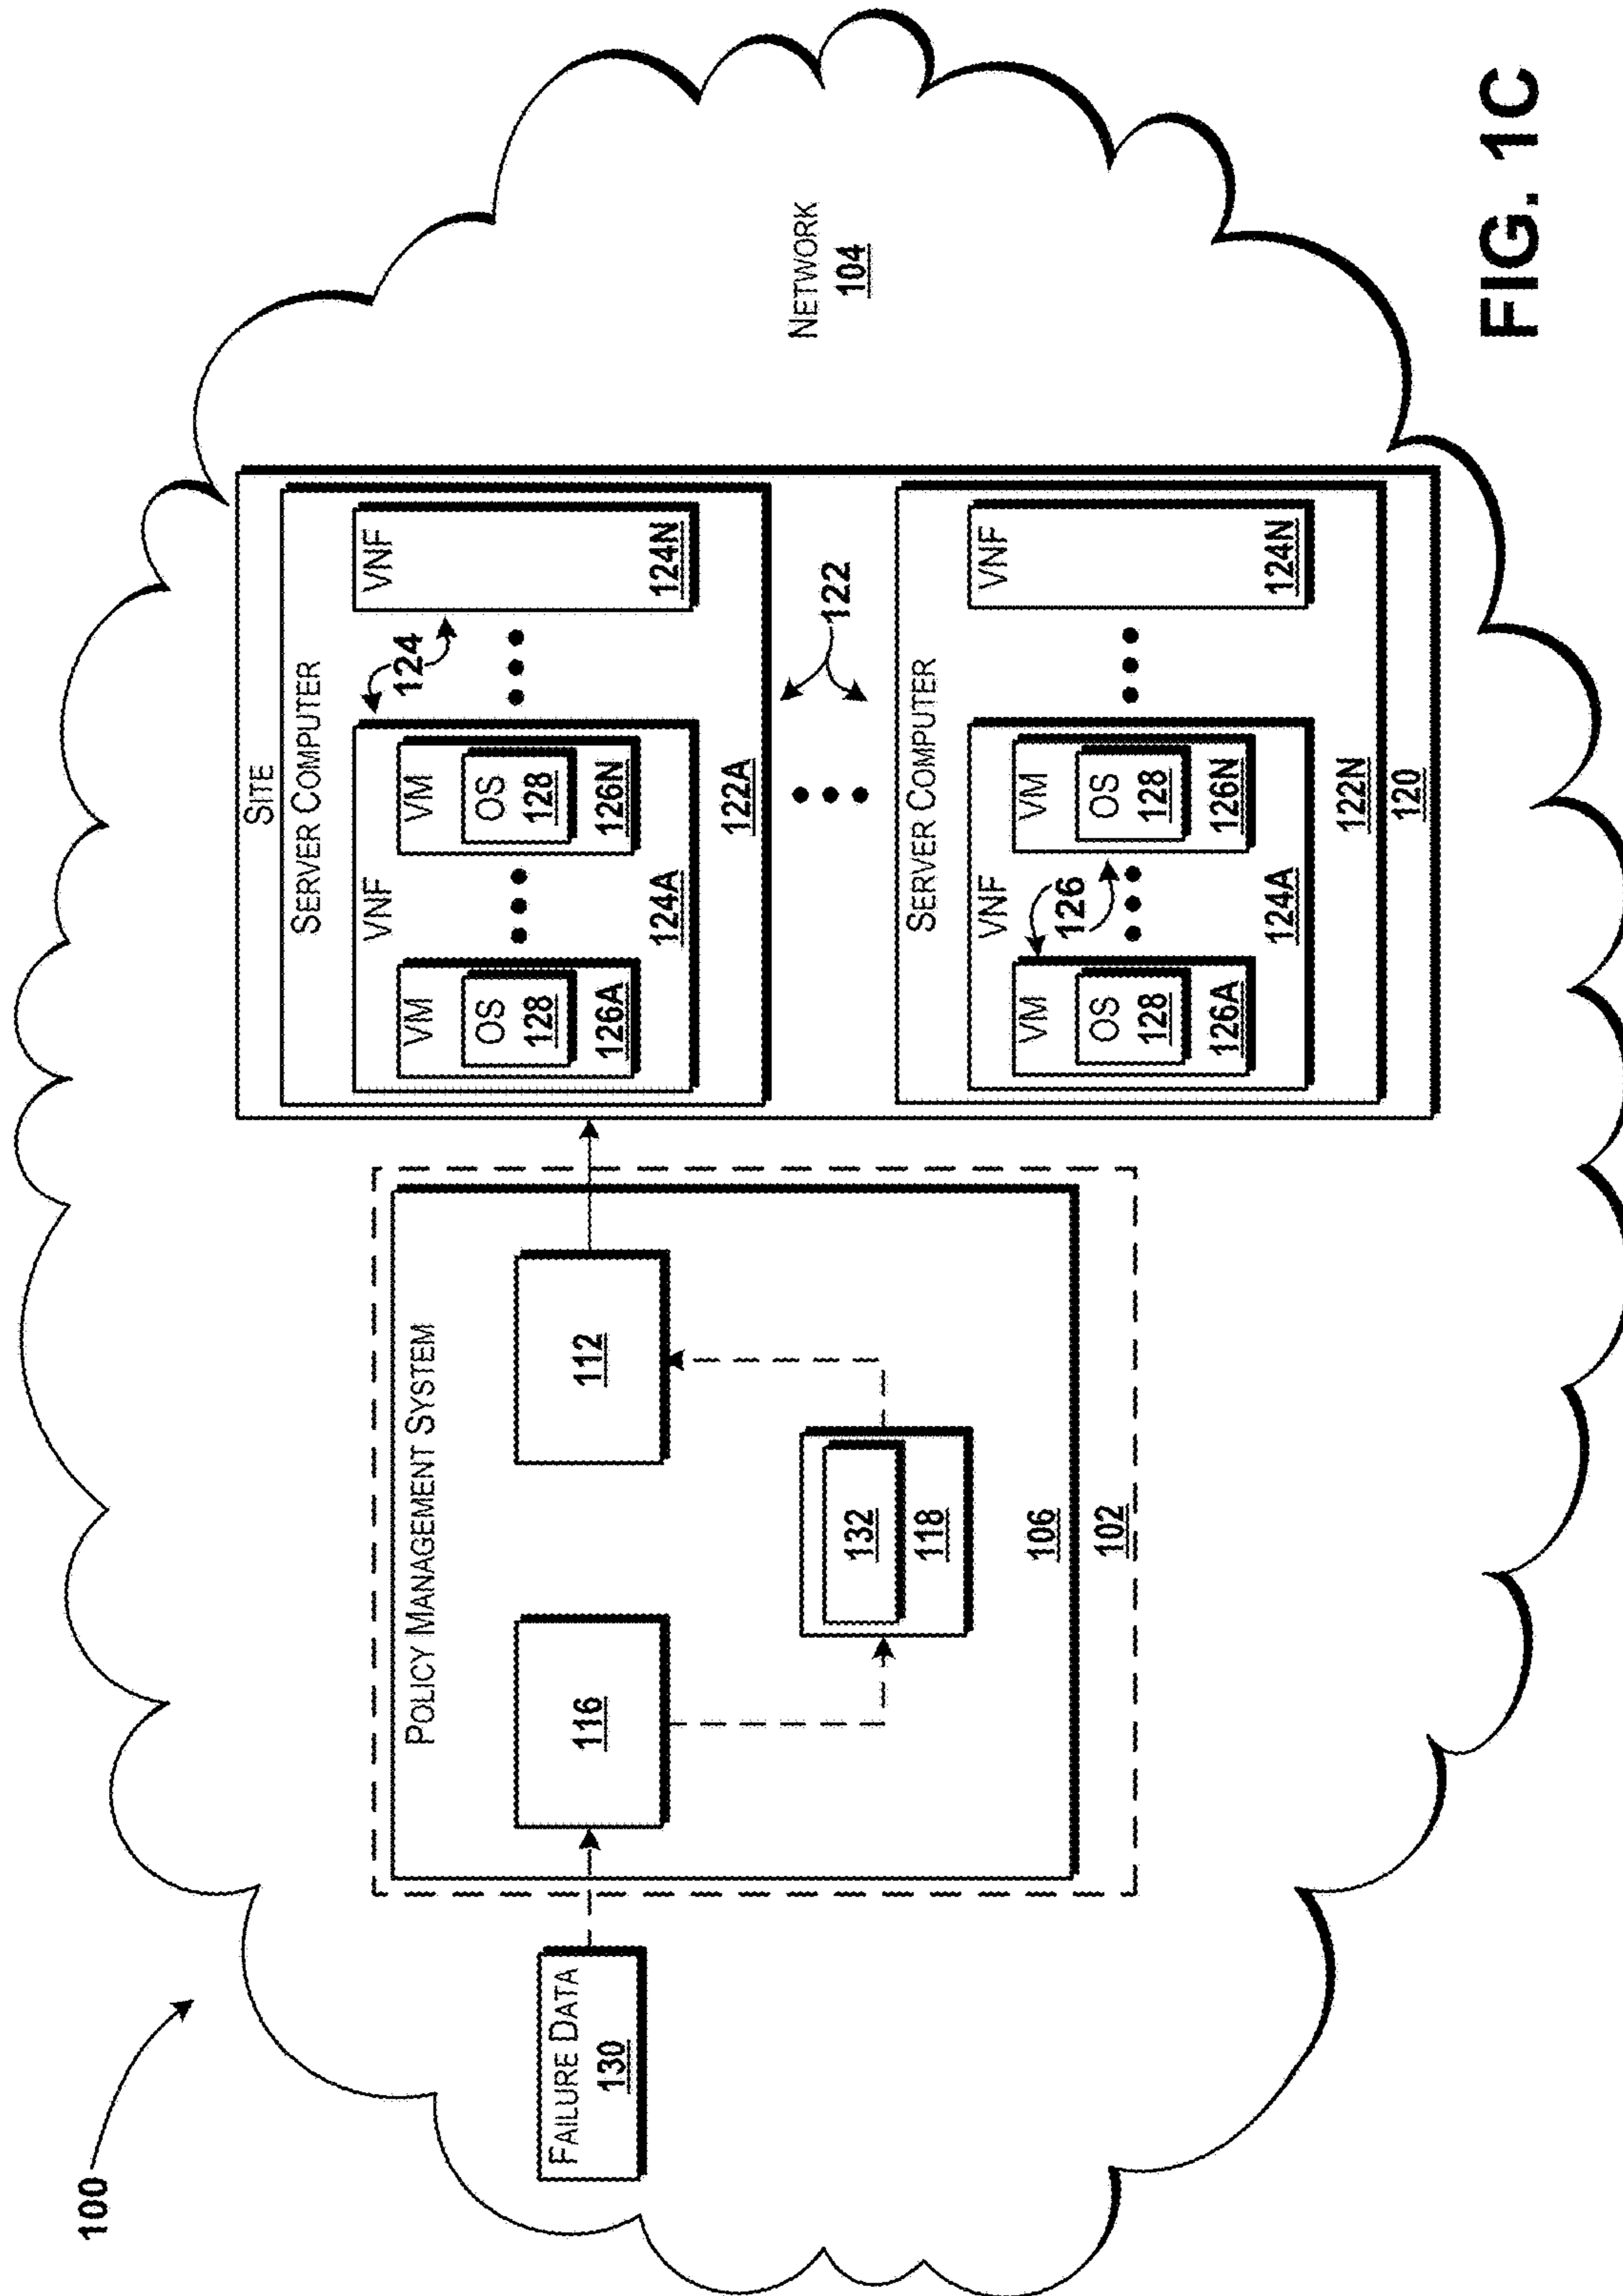 100
NETWORK
104
FAILURE DATA
130
POLICY MANAGEMENT SYSTEM
116
112
132
118
106
102
SITE
SERVER COMPUTER
VNF
VM
OS
128
126A
VM
OS
128
126N
124A
124
VNF
124N
122A
122
SERVER COMPUTER
VNF
VM
OS
128
126A
126
VM
OS
128
126N
124A
VNF
124N
122N
120
FIG. 1C